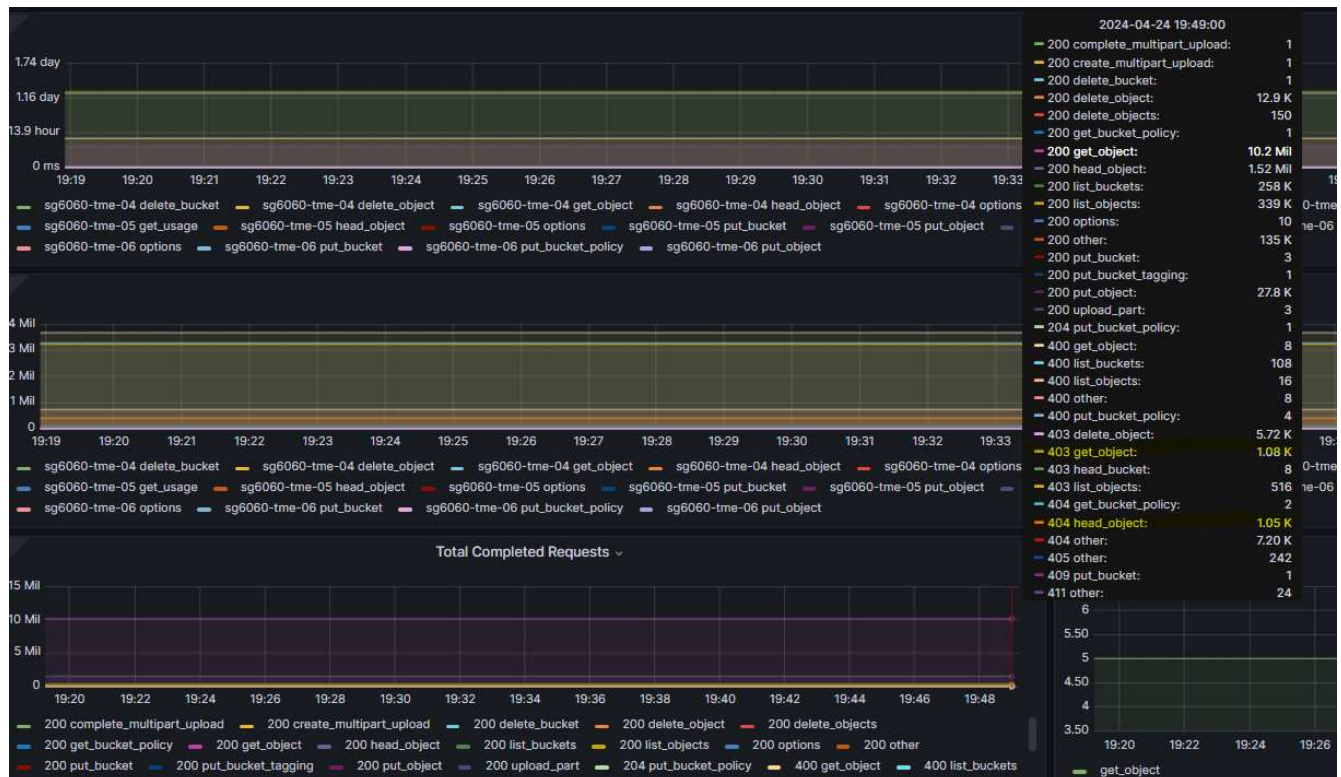 1.74 day
1.16 day
13.9 hour
0 ms
19:19 19:20 19:21 19:22 19:23 19:24 19:25 19:26 19:27 19:28 19:29 19:30 19:31 19:32 19:33
sg6060-tme-04 delete_bucket sg6060-tme-04 delete_object sg6060-tme-04 get_object sg6060-tme-04 head_object sg6060-tme-04 options
sg6060-tme-05 get_usage sg6060-tme-05 head_object sg6060-tme-05 options sg6060-tme-05 put_bucket sg6060-tme-05 put_object
sg6060-tme-06 options sg6060-tme-06 put_bucket sg6060-tme-06 put_bucket_policy sg6060-tme-06 put_object
4 Mil
3 Mil
2 Mil
1 Mil
0
19:19 19:20 19:21 19:22 19:23 19:24 19:25 19:26 19:27 19:28 19:29 19:30 19:31 19:32 19:33
sg6060-tme-04 delete_bucket sg6060-tme-04 delete_object sg6060-tme-04 get_object sg6060-tme-04 head_object sg6060-tme-04 options
sg6060-tme-05 get_usage sg6060-tme-05 head_object sg6060-tme-05 options sg6060-tme-05 put_bucket sg6060-tme-05 put_object
sg6060-tme-06 options sg6060-tme-06 put_bucket sg6060-tme-06 put_bucket_policy sg6060-tme-06 put_object
Total Completed Requests
15 Mil
10 Mil
5 Mil
0
19:20 19:22 19:24 19:26 19:28 19:30 19:32 19:34 19:36 19:38 19:40 19:42 19:44 19:46 19:48
200 complete_multipart_upload 200 create_multipart_upload 200 delete_bucket 200 delete_object 200 delete_objects
200 get_bucket_policy 200 get_object 200 head_object 200 list_buckets 200 list_objects 200 options 200 other
200 put_bucket 200 put_bucket_tagging 200 put_object 200 upload_part 204 put_bucket_policy 400 get_object 400 list_buckets
2024-04-24 19:49:00
200 complete_multipart_upload: 1
200 create_multipart_upload: 1
200 delete_bucket: 1
200 delete_object: 12.9 K
200 delete_objects: 150
200 get_bucket_policy: 1
200 get_object: 10.2 Mil
200 head_object: 1.52 Mil
200 list_buckets: 258 K
200 list_objects: 339 K
200 options: 10
200 other: 135 K
200 put_bucket: 3
200 put_bucket_tagging: 1
200 put_object: 27.8 K
200 upload_part: 3
204 put_bucket_policy: 1
400 get_object: 8
400 list_buckets: 108
400 list_objects: 16
400 other: 8
400 put_bucket_policy: 4
403 delete_object: 5.72 K
403 get_object: 1.08 K
403 head_bucket: 8
403 list_objects: 516
404 get_bucket_policy: 2
404 head_object: 1.05 K
404 other: 7.20 K
405 other: 242
409 put_bucket: 1
411 other: 24
6
5.50
5
4.50
4
3.50
19:20 19:22 19:24 19:26
get_object